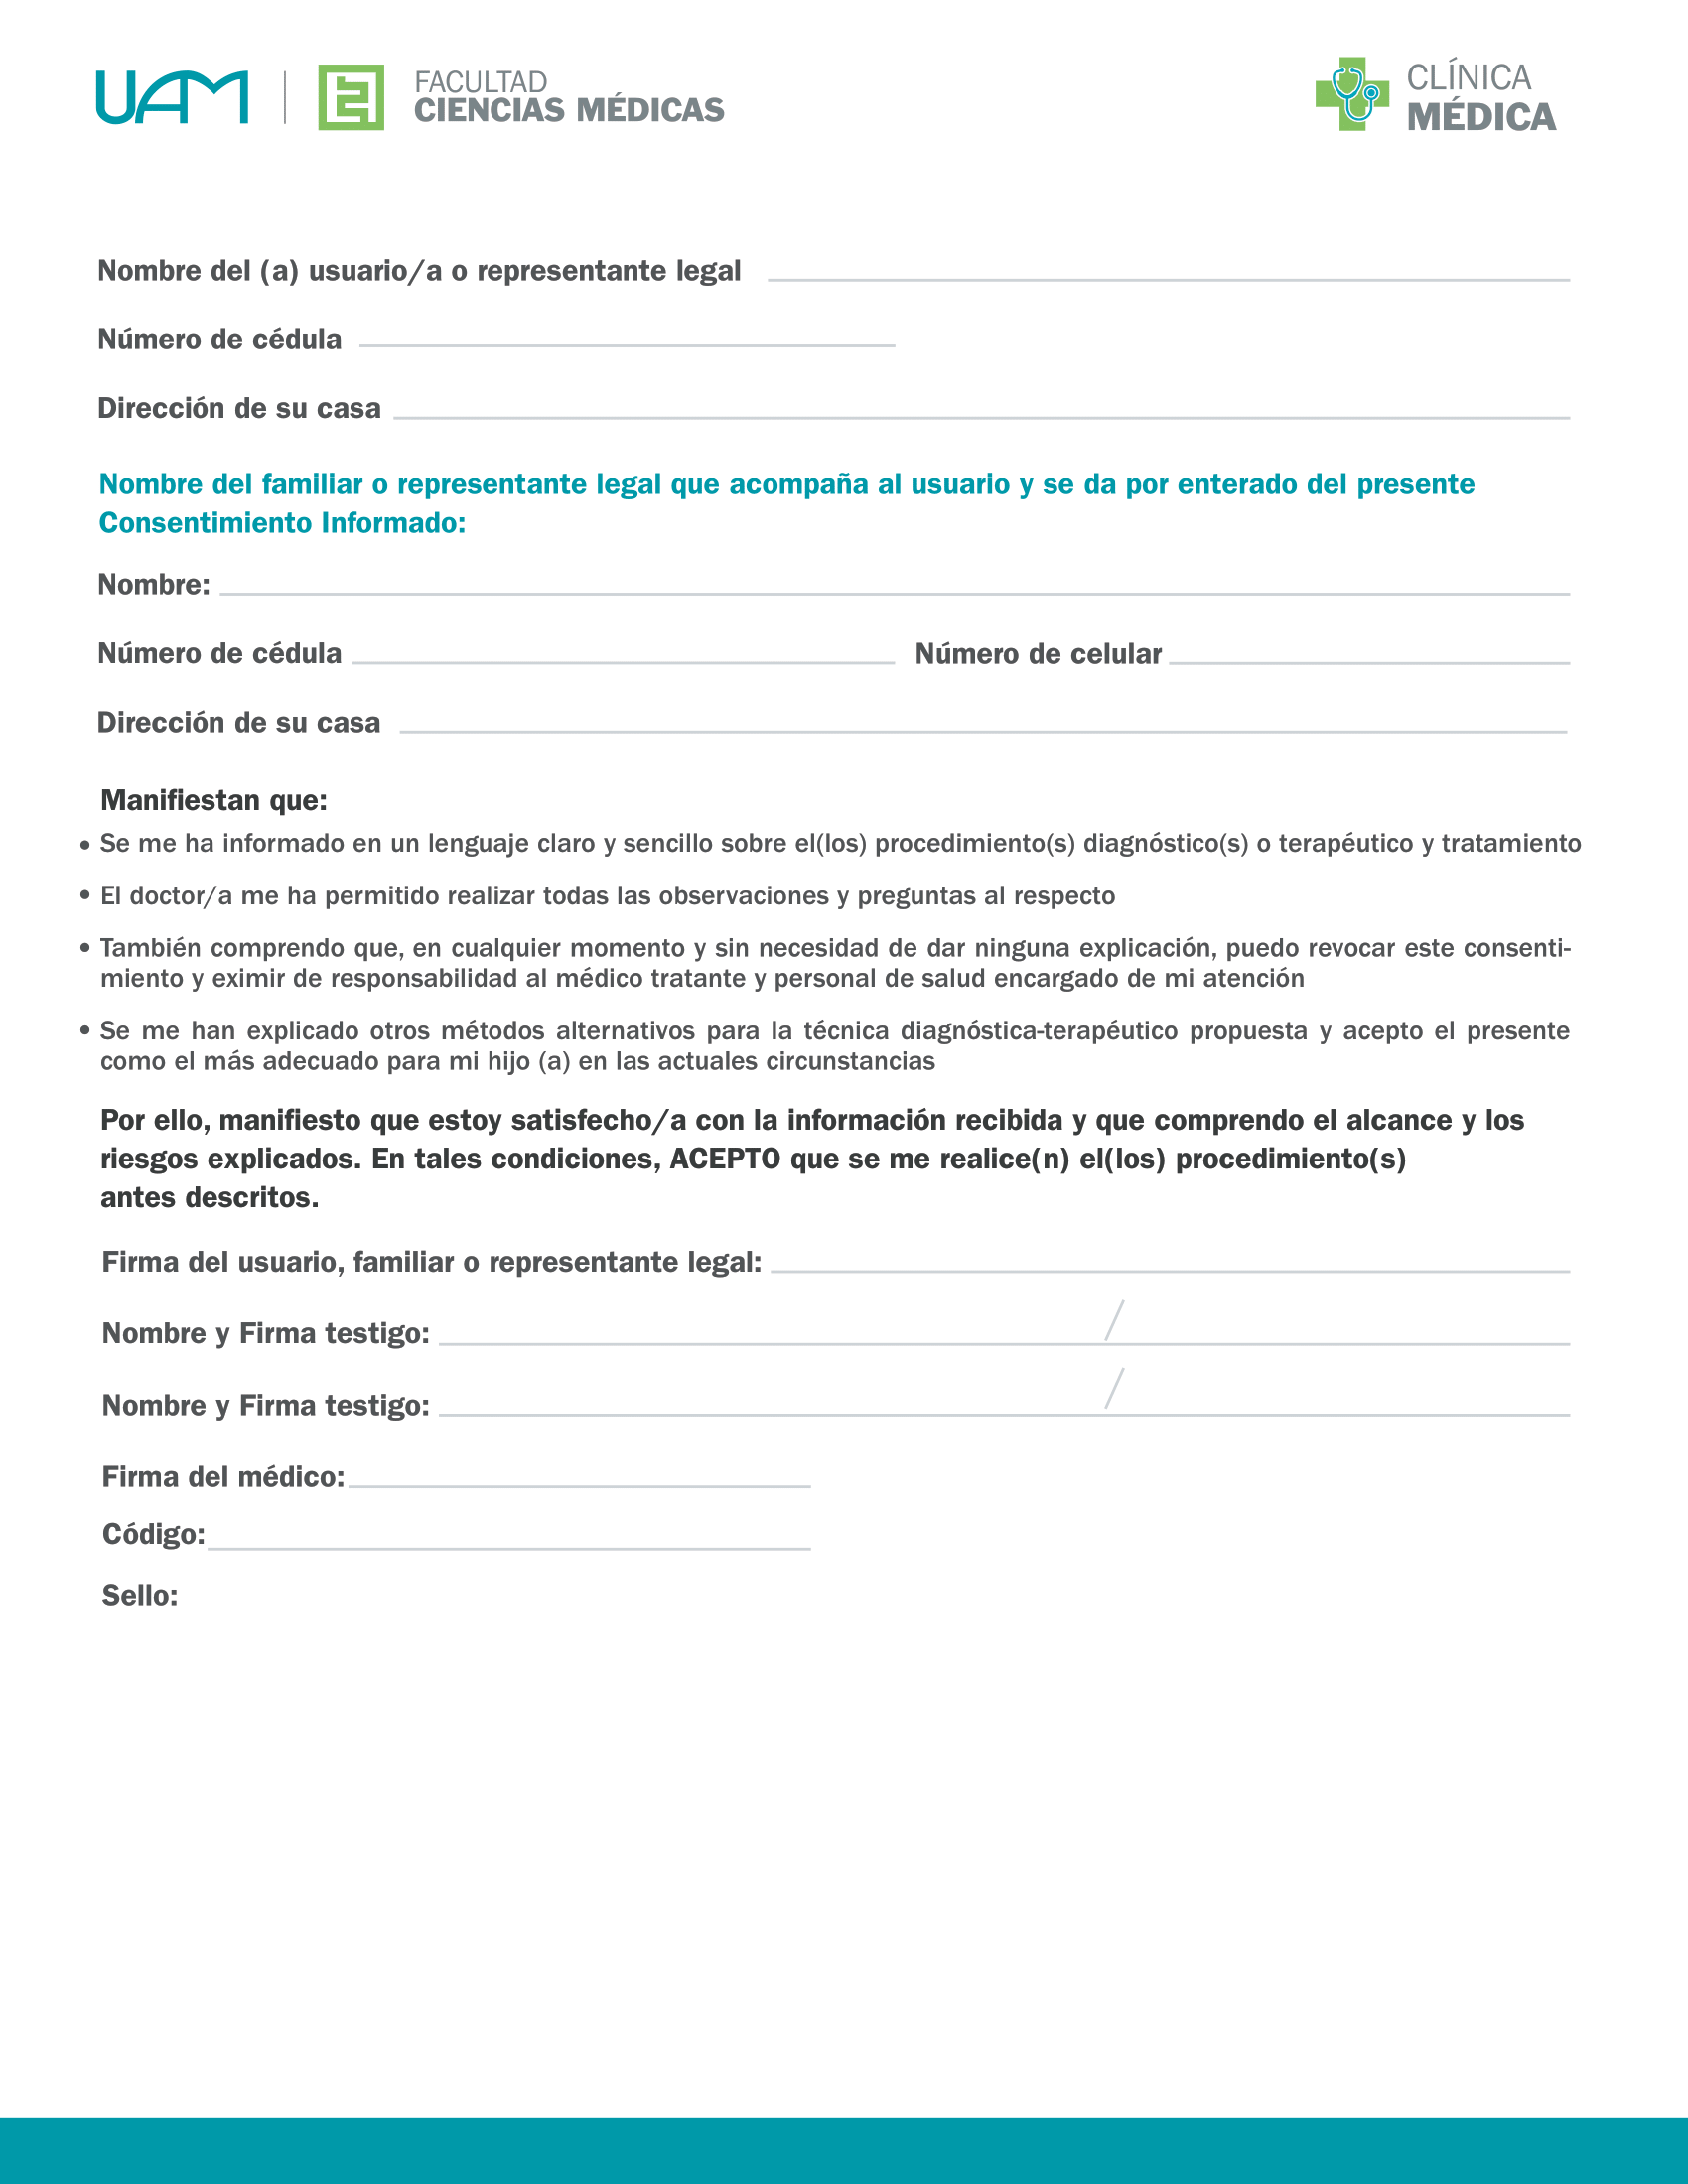 UAM
FACULTAD
CIENCIAS MÉDICAS
CLÍNICA
MÉDICA
Nombre del (a) usuario/a o representante legal
Número de cédula
Dirección de su casa
Nombre del familiar o representante legal que acompaña al usuario y se da por enterado del presente
Consentimiento Informado:
Nombre:
Número de cédula Número de celular
Dirección de su casa
Manifiestan que:
• Se me ha informado en un lenguaje claro y sencillo sobre el(los) procedimiento(s) diagnóstico(s) o terapéutico y tratamiento
• El doctor/a me ha permitido realizar todas las observaciones y preguntas al respecto
• También comprendo que, en cualquier momento y sin necesidad de dar ninguna explicación, puedo revocar este consenti-
miento y eximir de responsabilidad al médico tratante y personal de salud encargado de mi atención
• Se me han explicado otros métodos alternativos para la técnica diagnóstica-terapéutico propuesta y acepto el presente
como el más adecuado para mi hijo (a) en las actuales circunstancias
Por ello, manifiesto que estoy satisfecho/a con la información recibida y que comprendo el alcance y los
riesgos explicados. En tales condiciones, ACEPTO que se me realice(n) el(los) procedimiento(s)
antes descritos.
Firma del usuario, familiar o representante legal:
Nombre y Firma testigo: /
Nombre y Firma testigo: /
Firma del médico:
Código:
Sello: